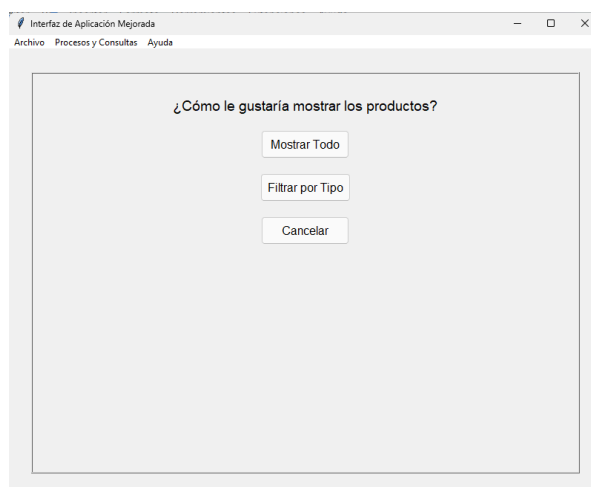 Interfaz de Aplicación Mejorada
Archivo Procesos y Consultas Ayuda
¿Cómo le gustaría mostrar los productos?
Mostrar Todo
Filtrar por Tipo
Cancelar